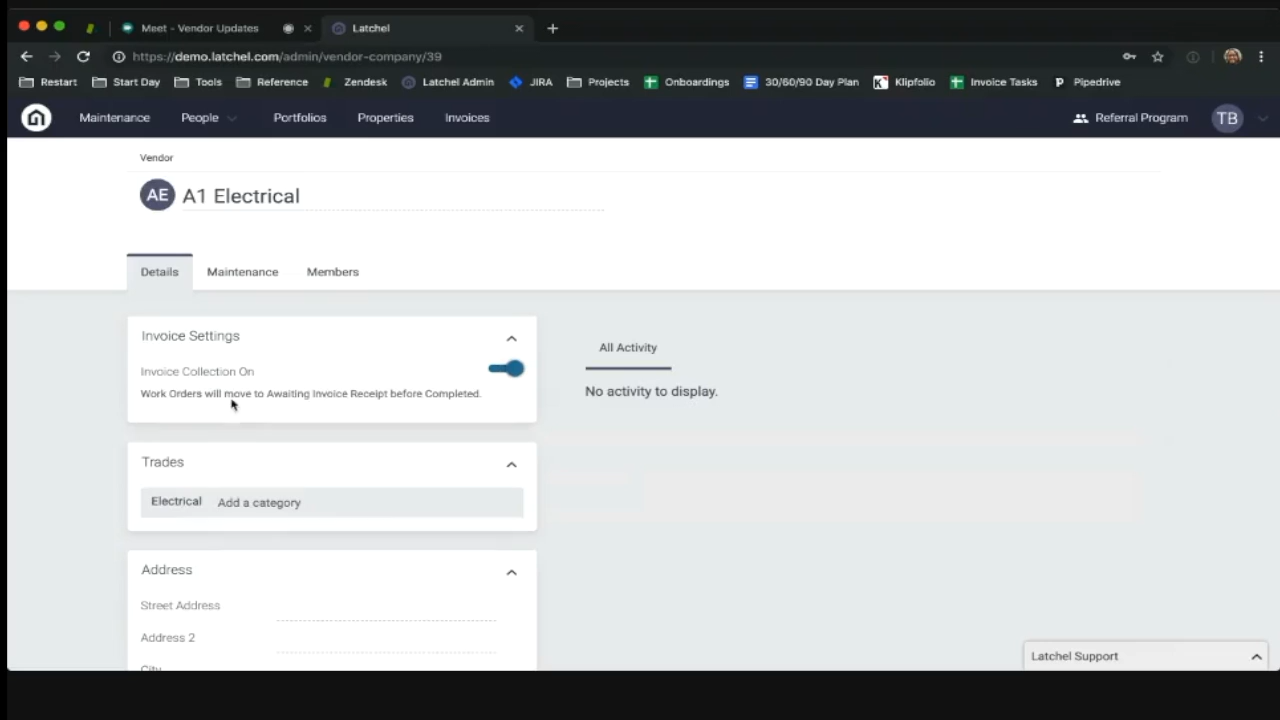 Meet - Vendor Updates
Latchel
https://demo.latchel.com/admin/vendor-company/39
Restart Start Day Tools Reference Zendesk Latchel Admin JIRA Projects Onboardings 30/60/90 Day Plan Klipfolio Invoice Tasks Pipedrive
Maintenance People Portfolios Properties Invoices Referral Program TB
Vendor
AE A1 Electrical
Details Maintenance Members
Invoice Settings
Invoice Collection On
Work Orders will move to Awaiting Invoice Receipt before Completed.
All Activity
No activity to display.
Trades
Electrical Add a category
Address
Street Address
Address 2
City
Latchel Support